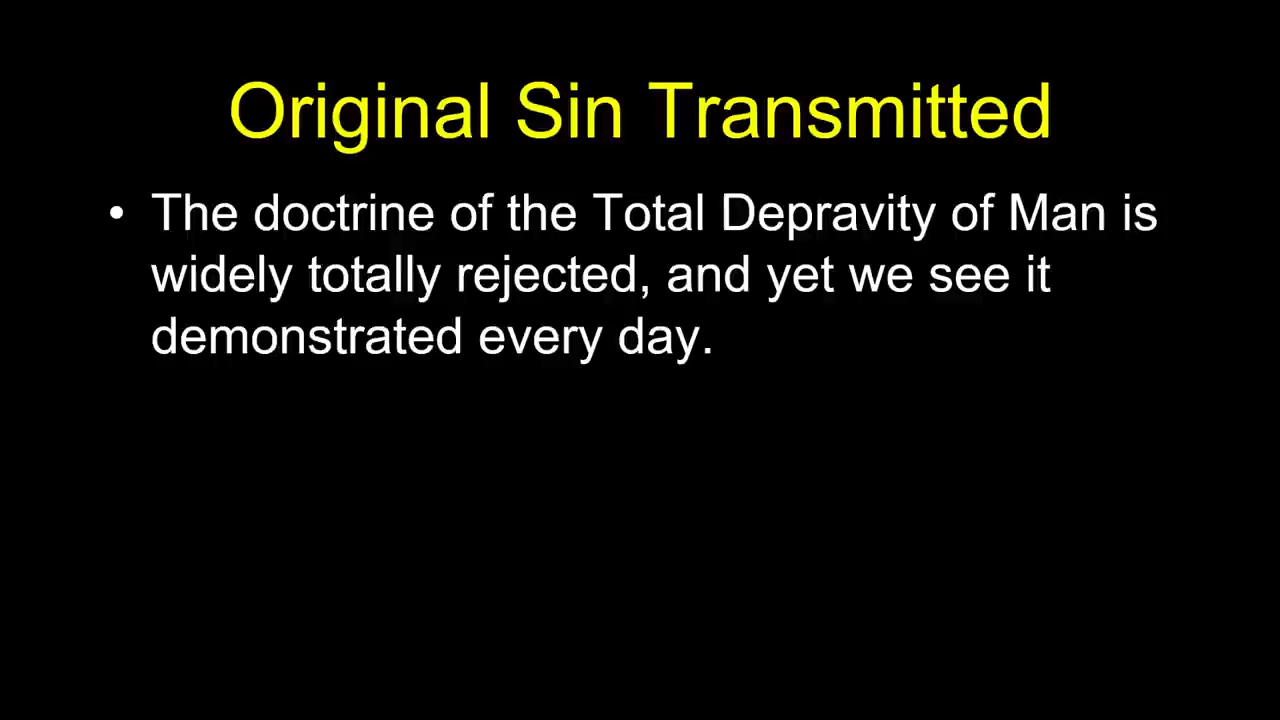 Original Sin Transmitted
• The doctrine of the Total Depravity of Man is
widely totally rejected, and yet we see it
demonstrated every day.